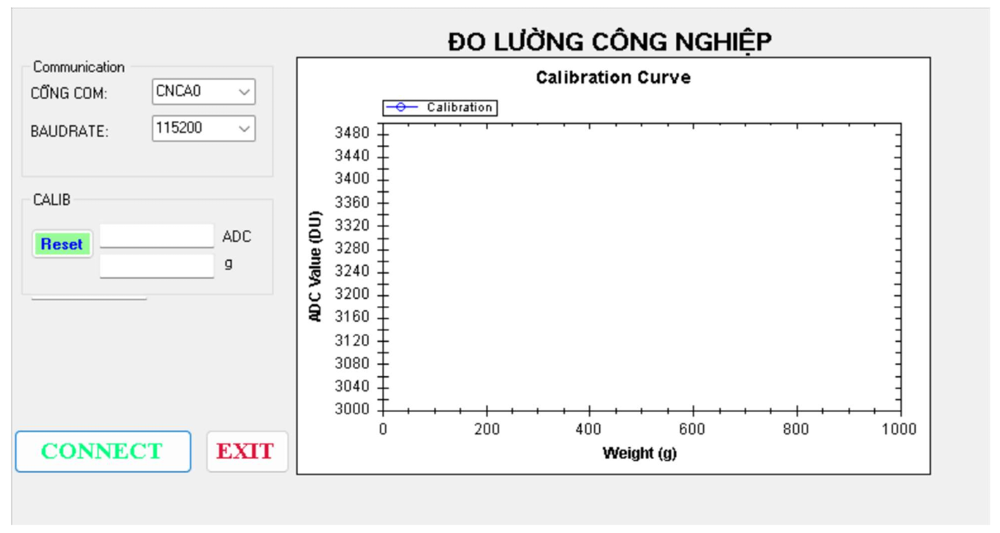 ĐO LƯỜNG CÔNG NGHIỆP
Communication
CỔNG COM: CNCA0
BAUDRATE: 115200
CALIB
Reset
ADC
g
CONNECT
EXIT
Calibration Curve
Calibration
ADC Value (DU)
3480
3440
3400
3360
3320
3280
3240
3200
3160
3120
3080
3040
3000
0 200 400 600 800 1000
Weight (g)